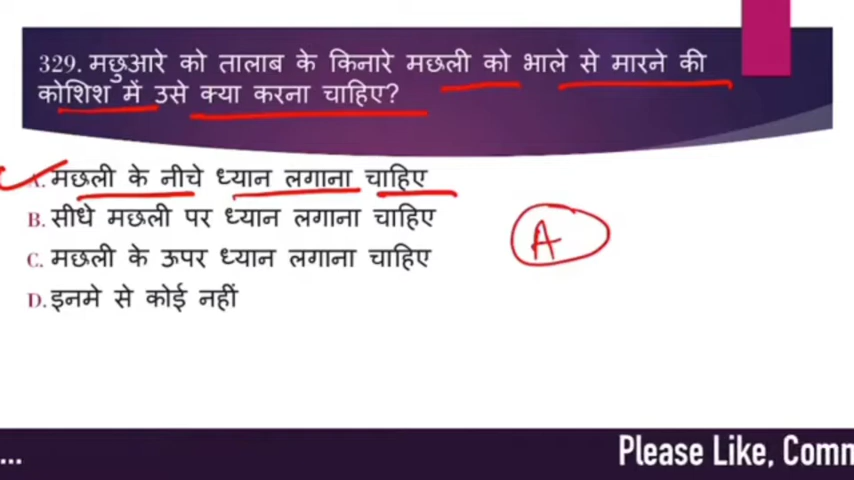 329. मछुआरे को तालाब के किनारे मछली को भाले से मारने की
कोशिश में उसे क्या करना चाहिए?
A. मछली के नीचे ध्यान लगाना चाहिए
B. सीधे मछली पर ध्यान लगाना चाहिए
A
C. मछली के ऊपर ध्यान लगाना चाहिए
D. इनमे से कोई नहीं
... Please Like, Comm